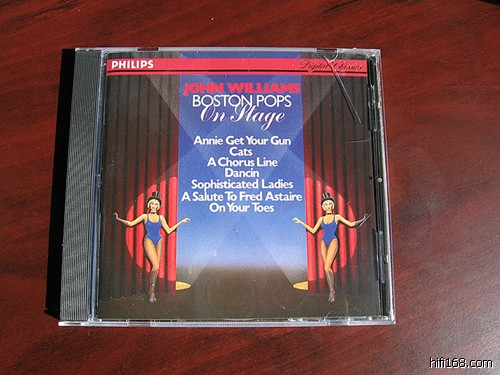 PHILIPS
Digital Classics
JOHN WILLIAMS
BOSTON POPS
On Stage
Annie Get Your Gun
Cats
A Chorus Line
Dancin
Sophisticated Ladies
A Salute To Fred Astaire
On Your Toes
hifi168.com